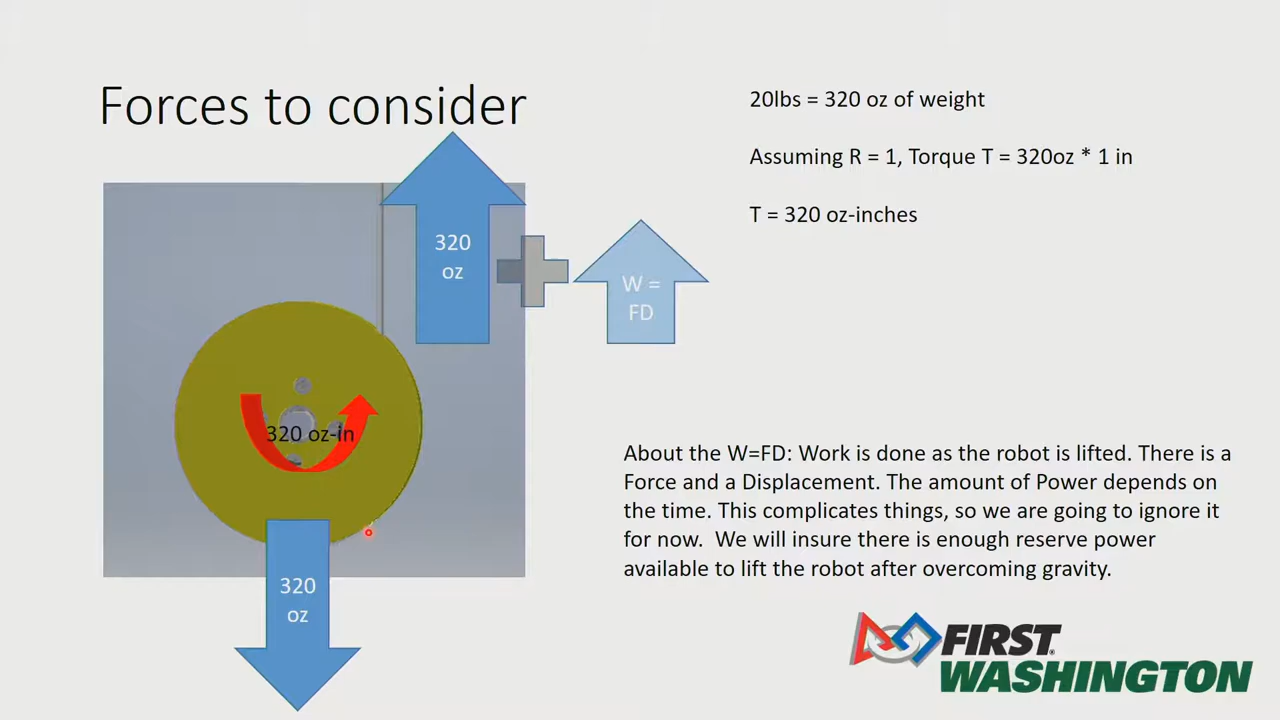 Forces to consider
20lbs = 320 oz of weight
Assuming R = 1, Torque T = 320oz * 1 in
T = 320 oz-inches
320
oz
W =
FD
320 oz-in
320
oz
About the W=FD: Work is done as the robot is lifted. There is a
Force and a Displacement. The amount of Power depends on
the time. This complicates things, so we are going to ignore it
for now.  We will insure there is enough reserve power
available to lift the robot after overcoming gravity.
FIRST®
WASHINGTON